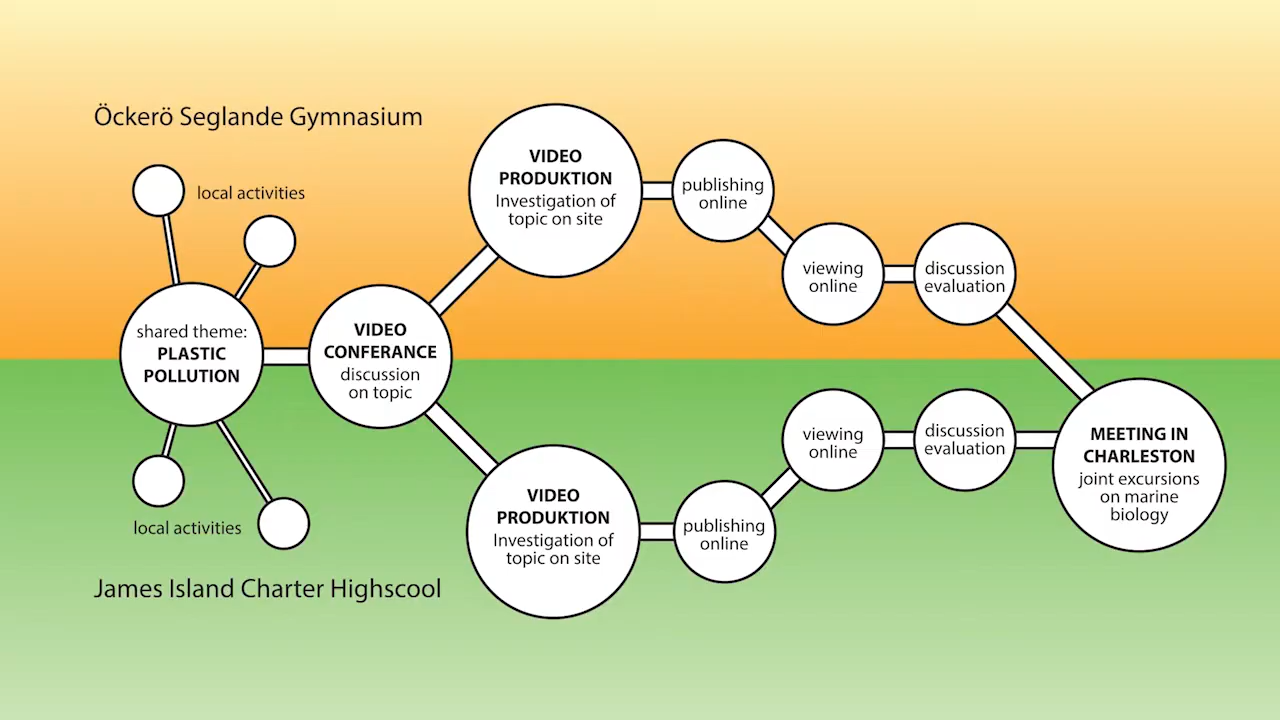 Öckerö Seglande Gymnasium
local activities
shared theme:
PLASTIC
POLLUTION
local activities
James Island Charter Highscool
VIDEO
CONFERANCE
discussion
on topic
VIDEO
PRODUKTION
Investigation of
topic on site
publishing
online
viewing
online
discussion
evaluation
VIDEO
PRODUKTION
Investigation of
topic on site
publishing
online
viewing
online
discussion
evaluation
MEETING IN
CHARLESTON
joint excursions
on marine
biology